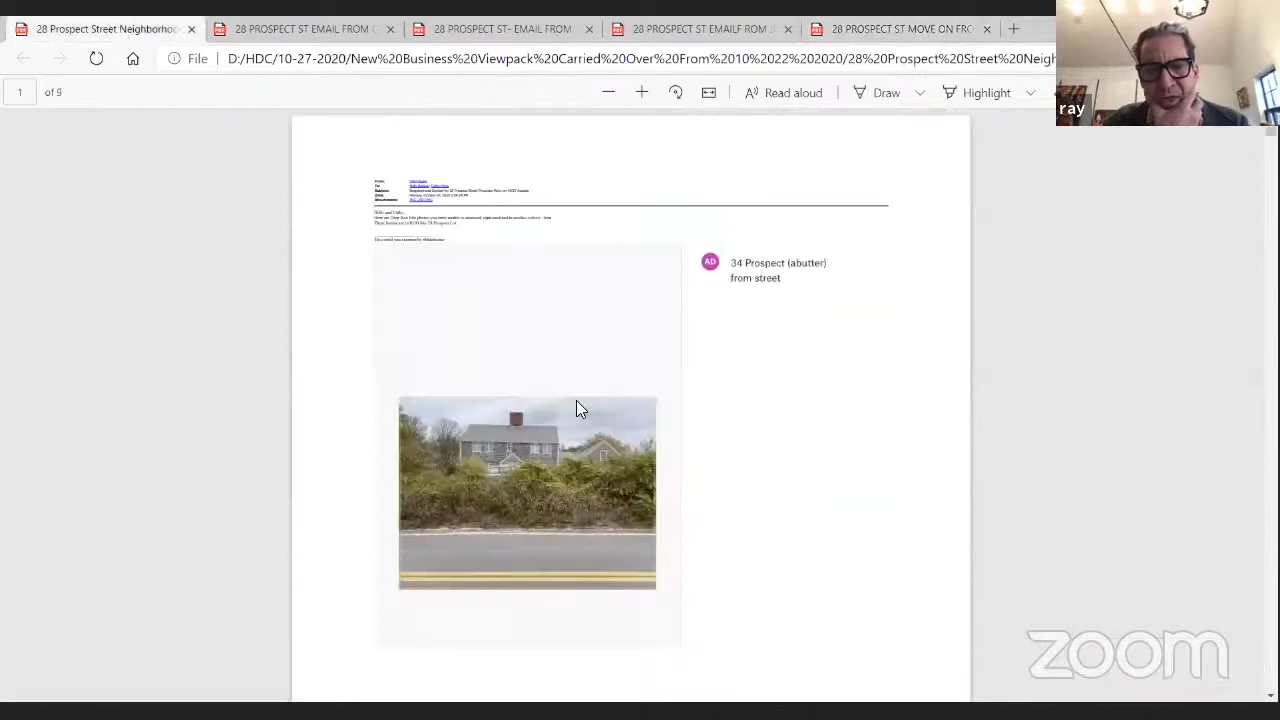 28 Prospect Street Neighborho
28 PROSPECT ST EMAIL FROM C
28 PROSPECT ST- EMAIL FROM
28 PROSPECT ST EMAILF ROM
28 PROSPECT ST MOVE ON FRO
File
D:/HDC/10-27-2020/New%20Business%20Viewpack%20Carried%20Over%20From%2010%2022%202020/28%20Prospect%20Street%20Neigh
1 of 9
Read aloud
Draw
Highlight
ray
AD
34 Prospect (abutter)
from street
zoom